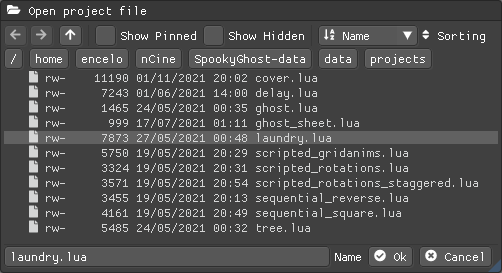 Open project file
Show Pinned Show Hidden Name Sorting
/ home encelo nCine SpookyGhost-data data projects
rw- 11190 01/11/2021 20:02 cover.lua
rw- 7243 01/06/2021 14:00 delay.lua
rw- 1465 24/05/2021 00:35 ghost.lua
rw- 999 17/07/2021 01:11 ghost_sheet.lua
rw- 7873 27/05/2021 00:48 laundry.lua
rw- 5750 19/05/2021 20:29 scripted_gridanims.lua
rw- 3324 19/05/2021 20:31 scripted_rotations.lua
rw- 3571 19/05/2021 20:54 scripted_rotations_staggered.lua
rw- 3455 19/05/2021 20:13 sequential_reverse.lua
rw- 4161 19/05/2021 20:49 sequential_square.lua
rw- 5485 24/05/2021 00:32 tree.lua
laundry.lua Name Ok Cancel